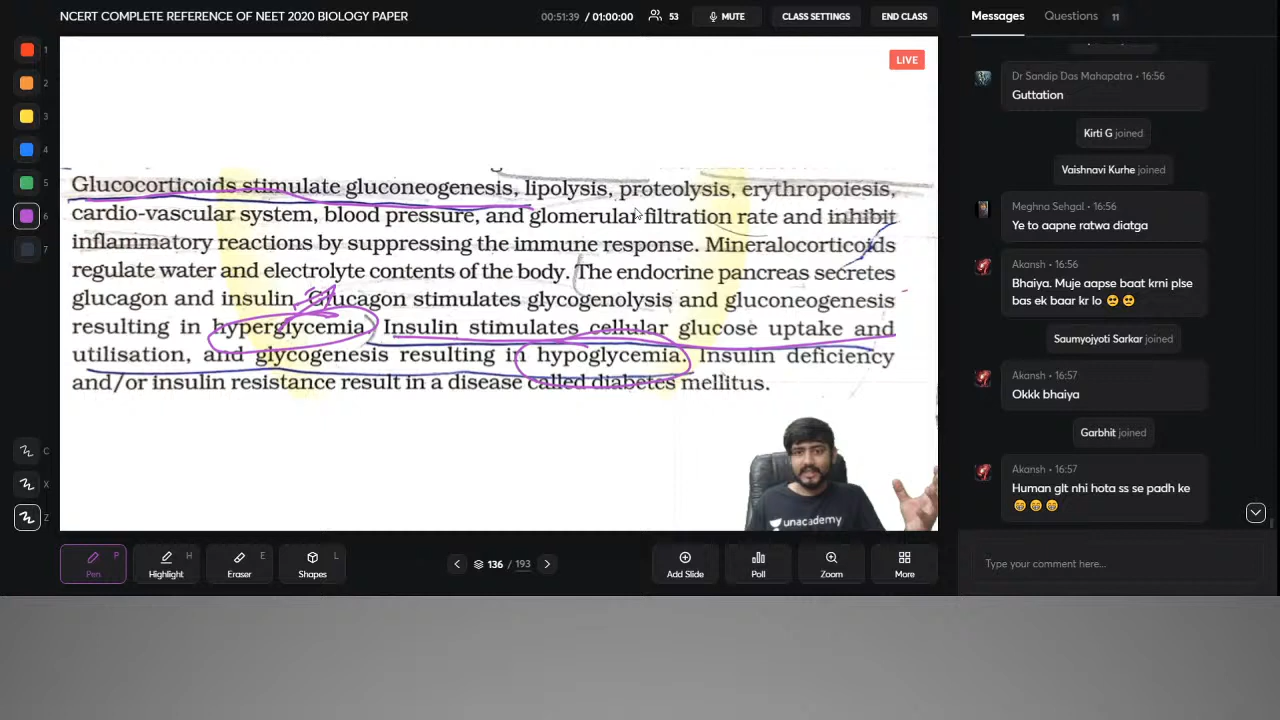 NCERT COMPLETE REFERENCE OF NEET 2020 BIOLOGY PAPER
00:51:39 / 01:00:00
53
MUTE
CLASS SETTINGS
END CLASS
Messages
Questions 11
1
2
3
4
5
6
7
C
X
Z
LIVE
Glucocorticoids stimulate gluconeogenesis, lipolysis, proteolysis, erythropoiesis,
cardio-vascular system, blood pressure, and glomerular filtration rate and inhibit
inflammatory reactions by suppressing the immune response. Mineralocorticoids
regulate water and electrolyte contents of the body. The endocrine pancreas secretes
glucagon and insulin. Glucagon stimulates glycogenolysis and gluconeogenesis
resulting in hyperglycemia. Insulin stimulates cellular glucose uptake and
utilisation, and glycogenesis resulting in hypoglycemia. Insulin deficiency
and/or insulin resistance result in a disease called diabetes mellitus.
unacademy
Pen P
Highlight H
Eraser E
Shapes L
136 / 193
Add Slide
Poll
Zoom
More
Dr Sandip Das Mahapatra • 16:56
Guttation
Kirti G joined
Vaishnavi Kurhe joined
Meghna Sehgal • 16:56
Ye to aapne ratwa diatga
Akansh • 16:56
Bhaiya. Muje aapse baat krni plse
bas ek baar kr lo
Saumyojyoti Sarkar joined
Akansh • 16:57
Okkk bhaiya
Garbhit joined
Akansh • 16:57
Human glt nhi hota ss se padh ke
Type your comment here...